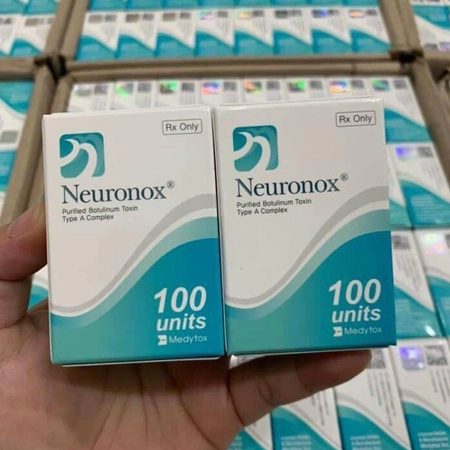 Rx Only
Neuronox®
Purified Botulinum Toxin
Type A Complex
100
units
Medytox
Rx Only
Neuronox®
Purified Botulinum Toxin
Type A Complex
100
units
Medytox